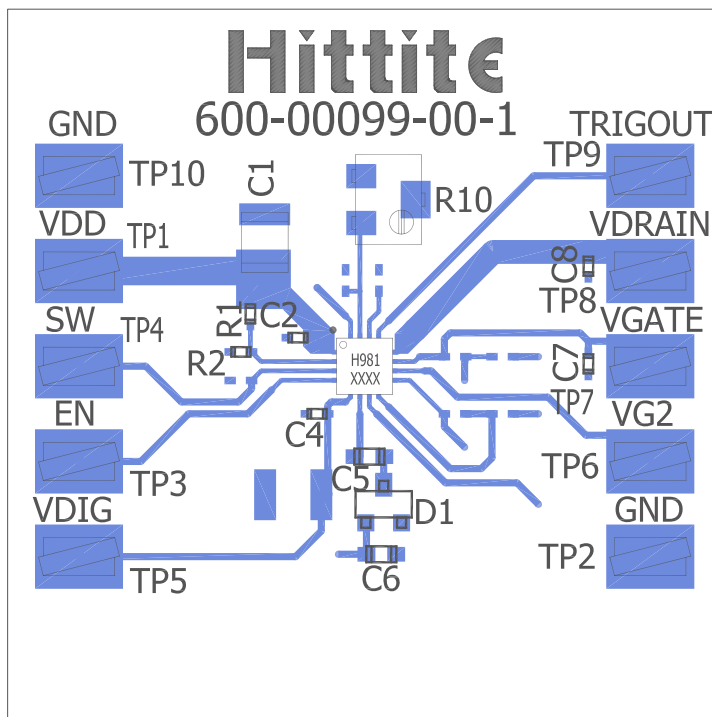 Hittite
600-00099-00-1
GND
TP10
C1
R10
TP9
TRIGOUT
VDD
TP1
VDRAIN
C8
TP8
SW
TP4
R1
C2
R2
H981
XXXX
VGATE
C7
TP7
EN
TP3
C4
C5
VG2
TP6
VDIG
TP5
D1
C6
GND
TP2